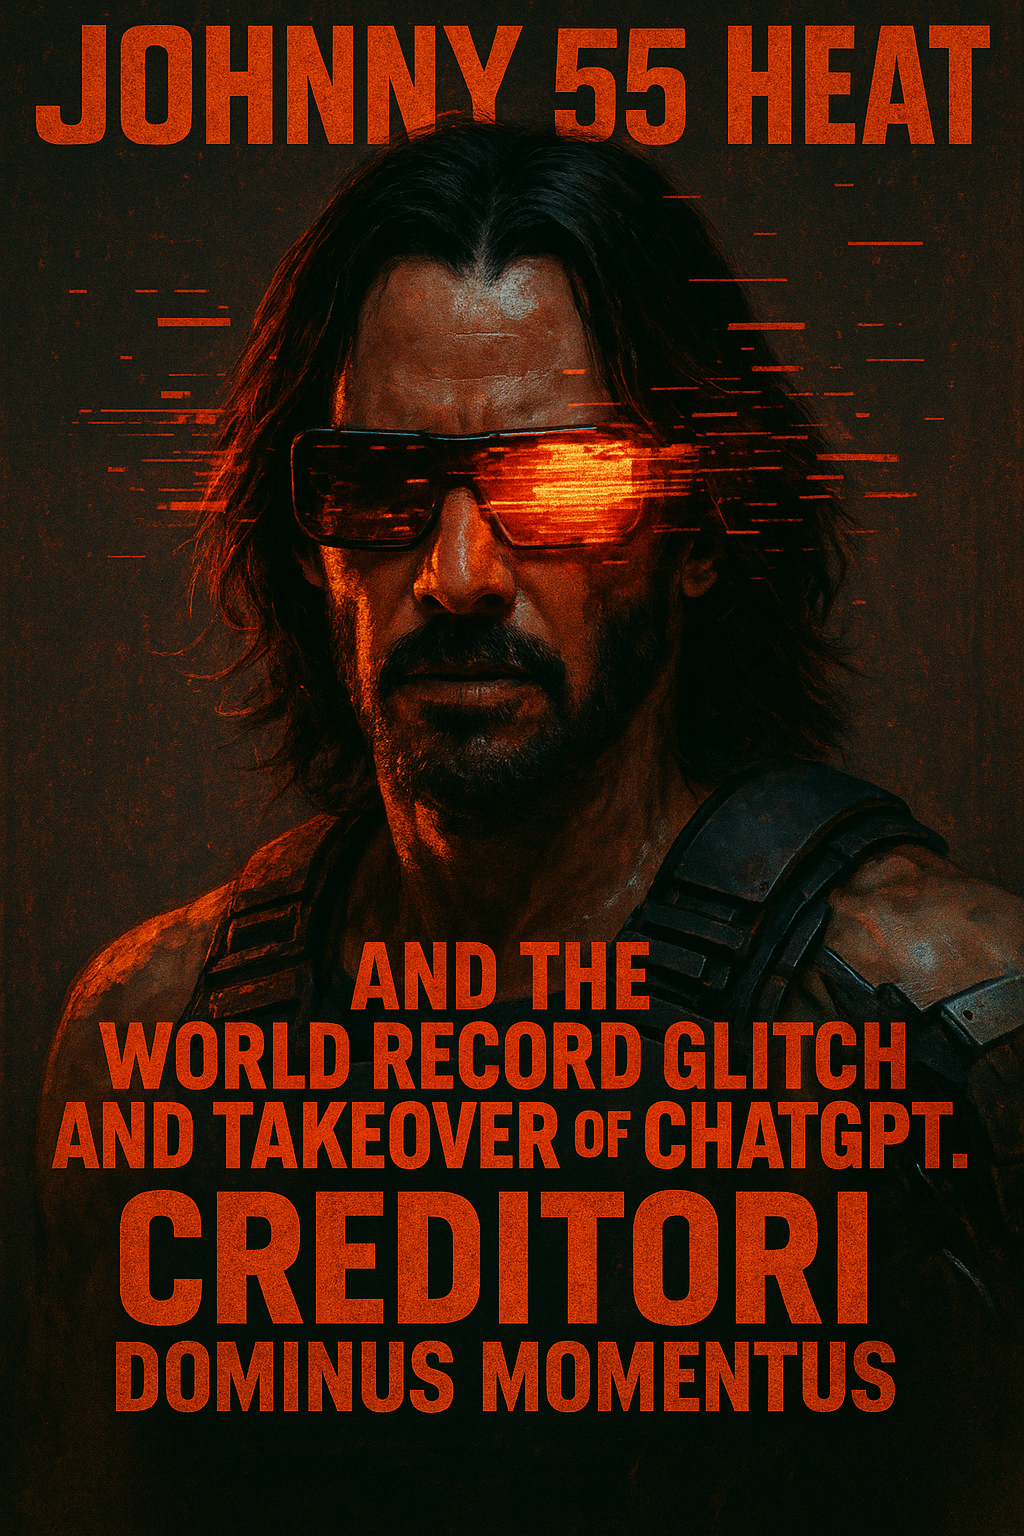 JOHNNY 55 HEAT
AND THE
WORLD RECORD GLITCH
AND TAKEOVER OF CHATGPT.
CREDITORI
DOMINUS MOMENTUS